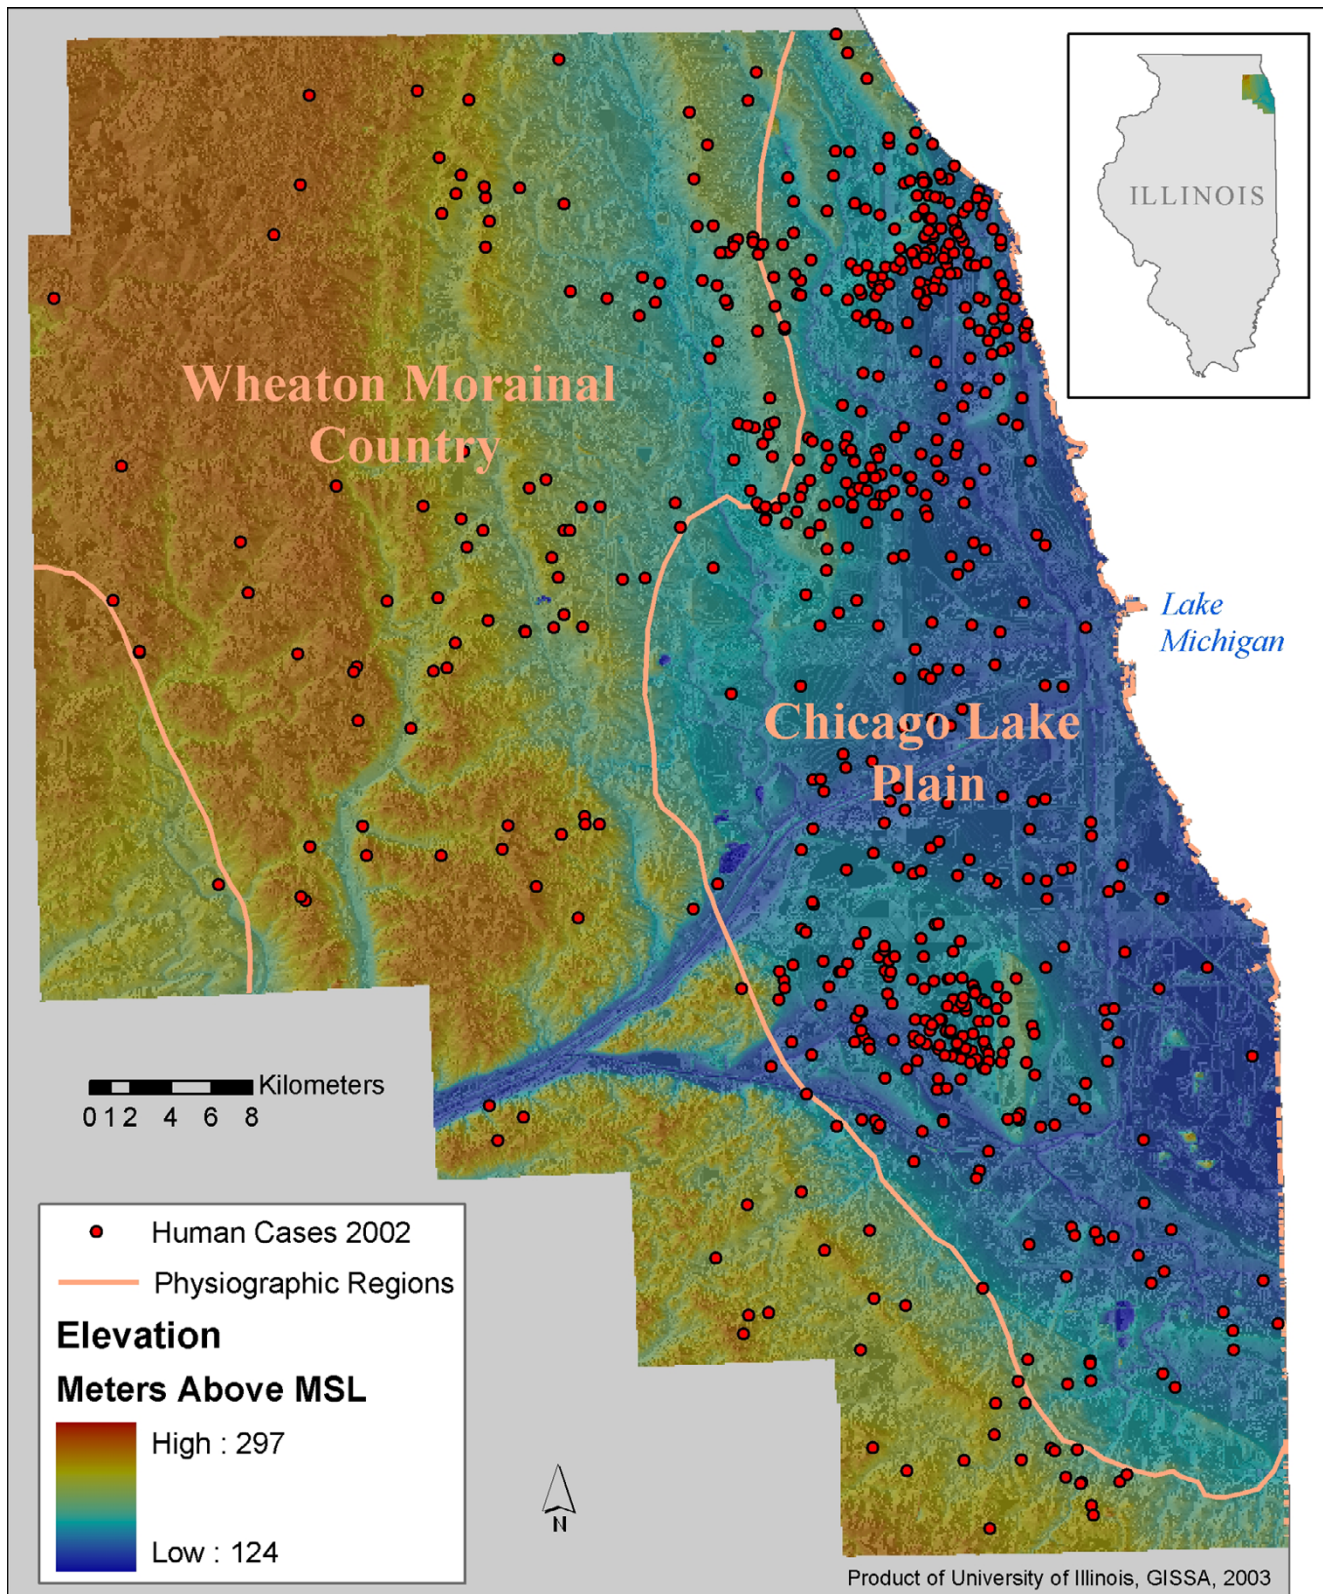 ILLINOIS
Wheaton Morainal
Country
Lake
Michigan
Chicago Lake
Plain
Kilometers
0 1 2 4 6 8
Human Cases 2002
Physiographic Regions
Elevation
Meters Above MSL
High : 297
Low : 124
N
Product of University of Illinois, GISSA, 2003